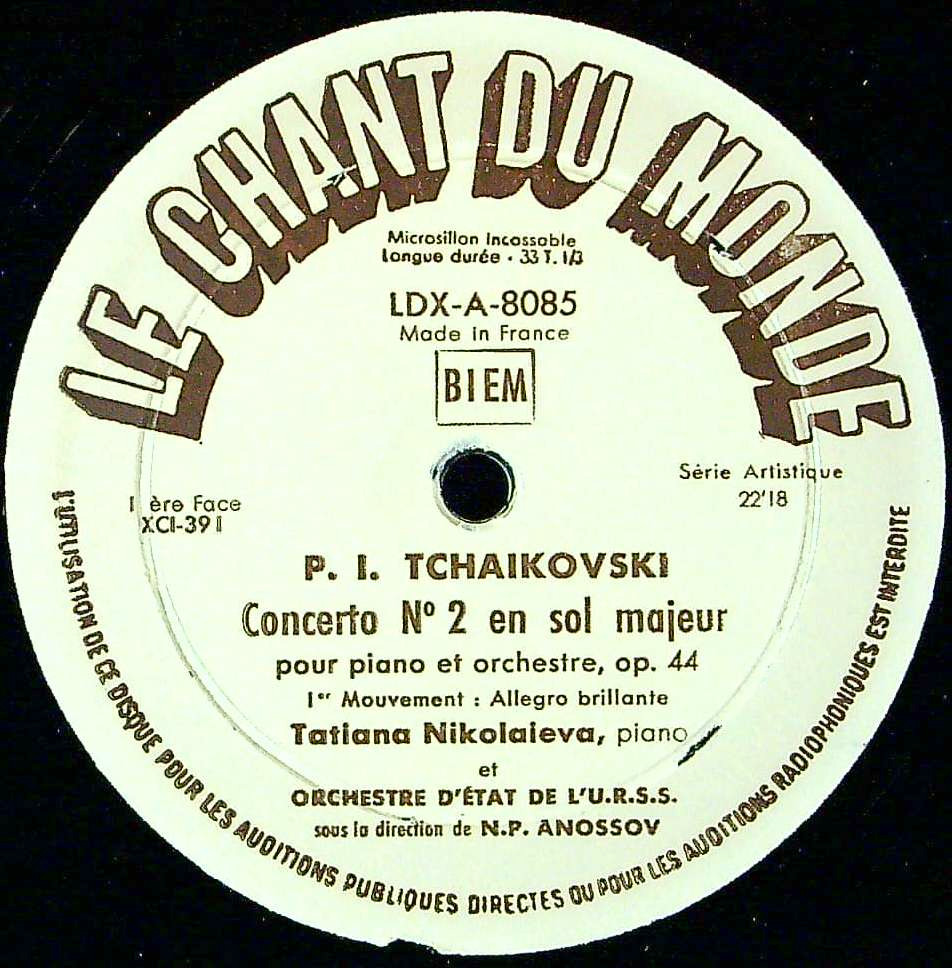 LE CHANT DU MONDE
Microsillon Incassable
Longue durée · 33 T. 1/3
LDX-A-8085
Made in France
BIEM
Série Artistique
22'18
1 ère Face
XCI-391
P. I. TCHAIKOVSKI
Concerto Nº 2 en sol majeur
pour piano et orchestre, op. 44
1er Mouvement : Allegro brillante
Tatiana Nikolaieva, piano
et
ORCHESTRE D'ÉTAT DE L'U.R.S.S.
sous la direction de N.P. ANOSSOV
L'UTILISATION DE CE DISQUE POUR LES AUDITIONS PUBLIQUES DIRECTES OU POUR LES AUDITIONS RADIOPHONIQUES EST INTERDITE